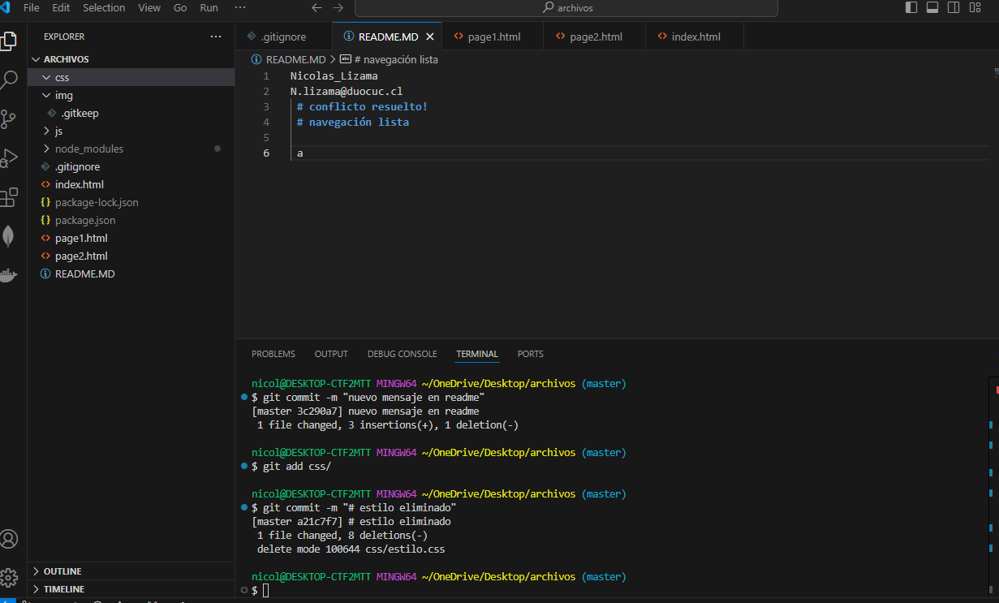 File Edit Selection View Go Run ··· ← → archivos
EXPLORER ···
ARCHIVOS
css
img
.gitkeep
js
node_modules
.gitignore
index.html
{} package-lock.json
{} package.json
page1.html
page2.html
README.MD
OUTLINE
TIMELINE
.gitignore README.MD page1.html page2.html index.html
README.MD > # navegación lista
1 Nicolas_Lizama
2 N.lizama@duocuc.cl
3 # conflicto resuelto!
4 # navegación lista
5
6 a
PROBLEMS OUTPUT DEBUG CONSOLE TERMINAL PORTS
nicol@DESKTOP-CTF2MTT MINGW64 ~/OneDrive/Desktop/archivos (master)
$ git commit -m "nuevo mensaje en readme"
[master 3c290a7] nuevo mensaje en readme
1 file changed, 3 insertions(+), 1 deletion(-)
nicol@DESKTOP-CTF2MTT MINGW64 ~/OneDrive/Desktop/archivos (master)
$ git add css/
nicol@DESKTOP-CTF2MTT MINGW64 ~/OneDrive/Desktop/archivos (master)
$ git commit -m "# estilo eliminado"
[master a21c7f7] # estilo eliminado
1 file changed, 8 deletions(-)
delete mode 100644 css/estilo.css
nicol@DESKTOP-CTF2MTT MINGW64 ~/OneDrive/Desktop/archivos (master)
$